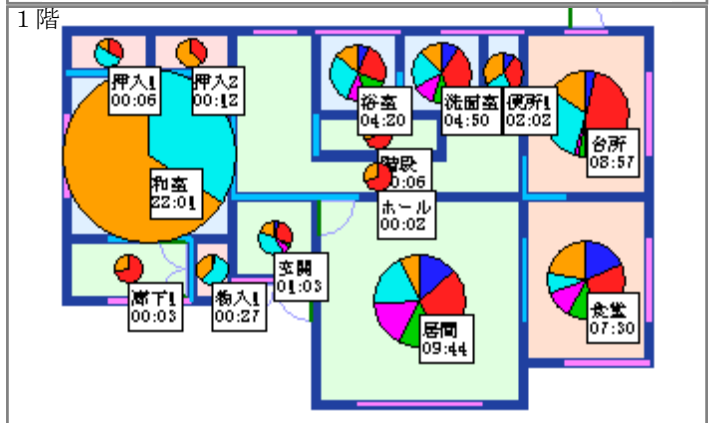 1階
押入1
00:06
押入2
00:12
浴室
04:20
洗面室
04:50
便所1
02:02
台所
08:57
階段
00:06
和室
22:01
ホール
00:02
玄関
01:03
廊下1
00:03
物入1
00:27
居間
09:44
食堂
07:30